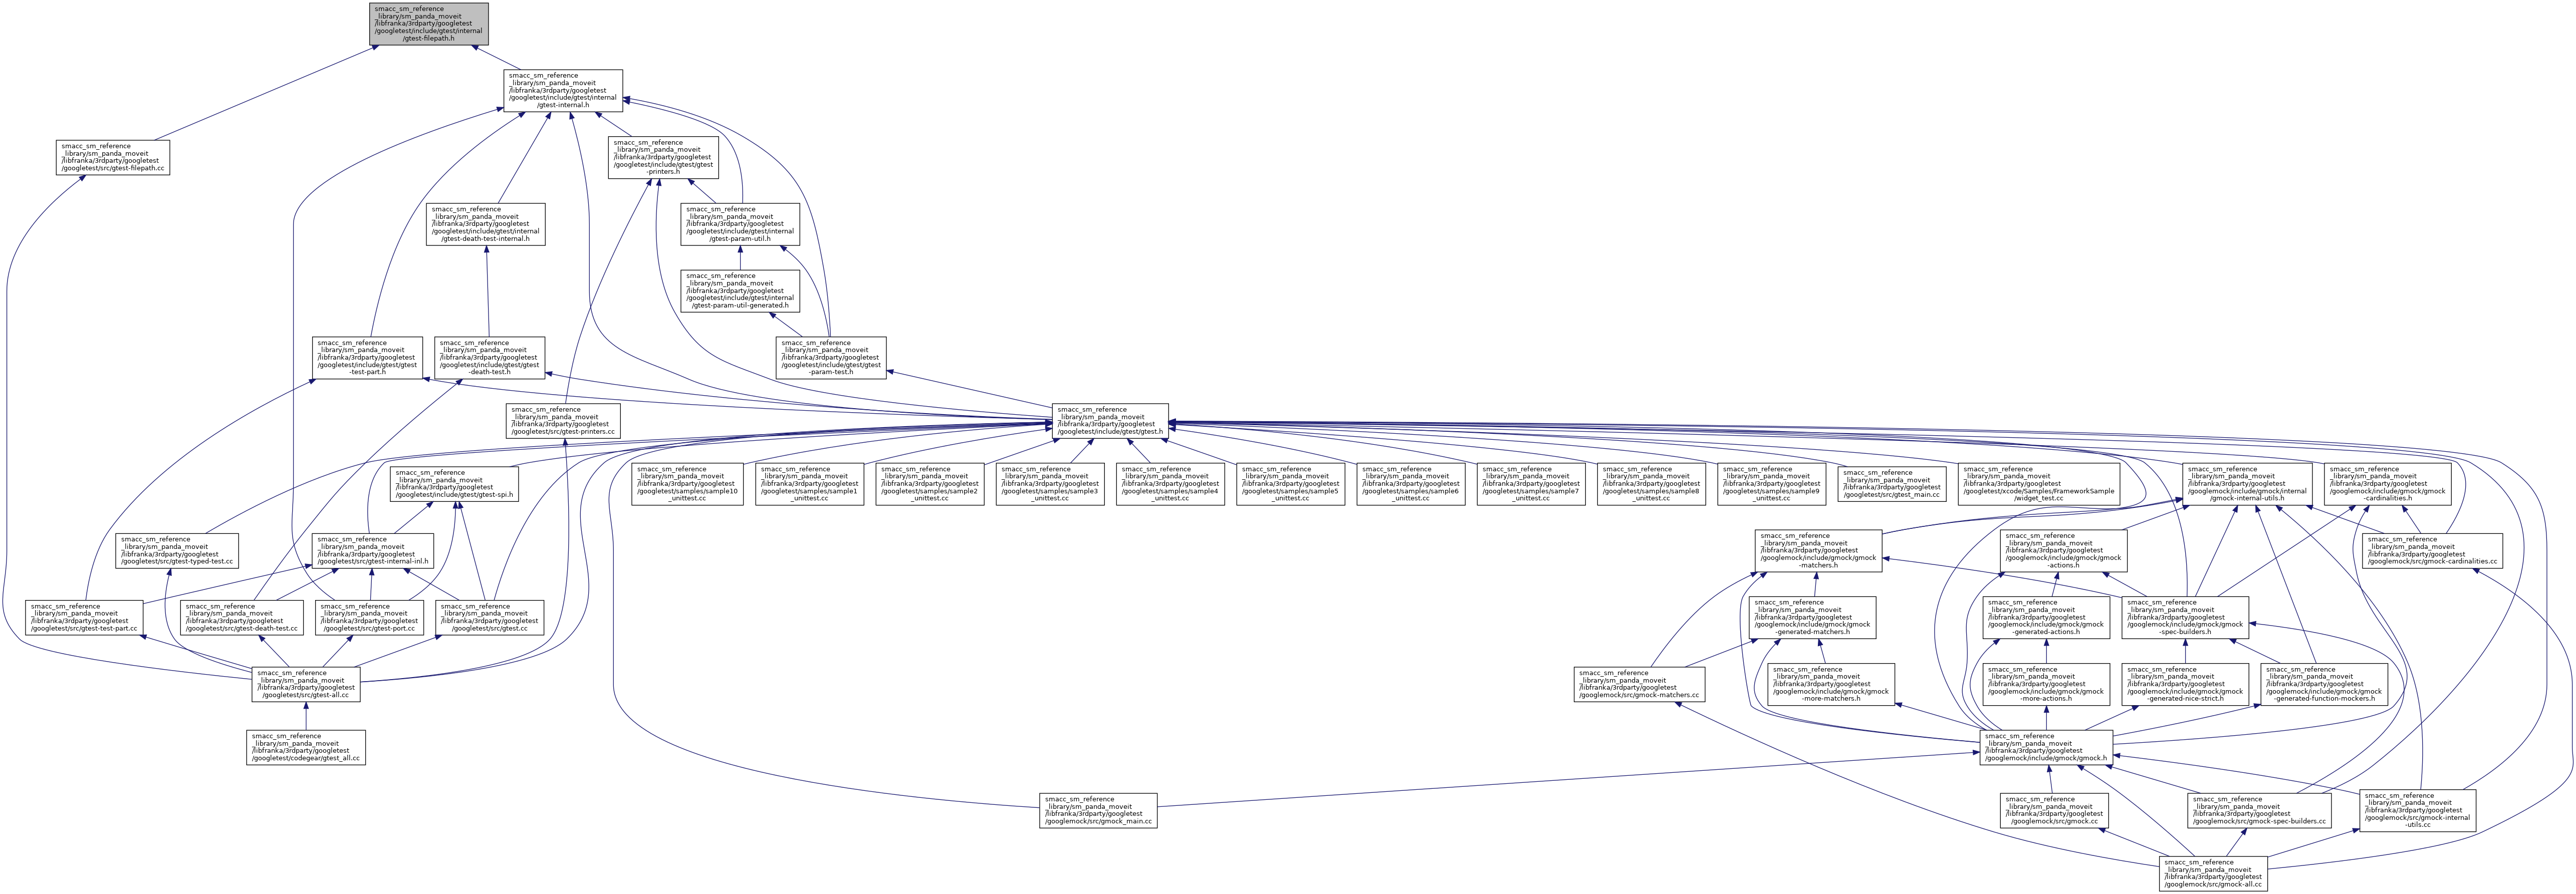 smacc_sm_reference
_library/sm_panda_moveit
/libfranka/3rdparty/googletest
/googletest/include/gtest/internal
/gtest-filepath.h
smacc_sm_reference
_library/sm_panda_moveit
/libfranka/3rdparty/googletest
/googletest/include/gtest/internal
/gtest-internal.h
smacc_sm_reference
_library/sm_panda_moveit
/libfranka/3rdparty/googletest
/googletest/src/gtest-filepath.cc
smacc_sm_reference
_library/sm_panda_moveit
/libfranka/3rdparty/googletest
/googletest/include/gtest/gtest
-printers.h
smacc_sm_reference
_library/sm_panda_moveit
/libfranka/3rdparty/googletest
/googletest/include/gtest/internal
/gtest-death-test-internal.h
smacc_sm_reference
_library/sm_panda_moveit
/libfranka/3rdparty/googletest
/googletest/include/gtest/internal
/gtest-param-util.h
smacc_sm_reference
_library/sm_panda_moveit
/libfranka/3rdparty/googletest
/googletest/include/gtest/internal
/gtest-param-util-generated.h
smacc_sm_reference
_library/sm_panda_moveit
/libfranka/3rdparty/googletest
/googletest/include/gtest/gtest
-test-part.h
smacc_sm_reference
_library/sm_panda_moveit
/libfranka/3rdparty/googletest
/googletest/include/gtest/gtest
-death-test.h
smacc_sm_reference
_library/sm_panda_moveit
/libfranka/3rdparty/googletest
/googletest/include/gtest/gtest
-param-test.h
smacc_sm_reference
_library/sm_panda_moveit
/libfranka/3rdparty/googletest
/googletest/src/gtest-printers.cc
smacc_sm_reference
_library/sm_panda_moveit
/libfranka/3rdparty/googletest
/googletest/include/gtest/gtest.h
smacc_sm_reference
_library/sm_panda_moveit
/libfranka/3rdparty/googletest
/googletest/include/gtest/gtest-spi.h
smacc_sm_reference
_library/sm_panda_moveit
/libfranka/3rdparty/googletest
/googletest/samples/sample10
_unittest.cc
smacc_sm_reference
_library/sm_panda_moveit
/libfranka/3rdparty/googletest
/googletest/samples/sample1
_unittest.cc
smacc_sm_reference
_library/sm_panda_moveit
/libfranka/3rdparty/googletest
/googletest/samples/sample2
_unittest.cc
smacc_sm_reference
_library/sm_panda_moveit
/libfranka/3rdparty/googletest
/googletest/samples/sample3
_unittest.cc
smacc_sm_reference
_library/sm_panda_moveit
/libfranka/3rdparty/googletest
/googletest/samples/sample4
_unittest.cc
smacc_sm_reference
_library/sm_panda_moveit
/libfranka/3rdparty/googletest
/googletest/samples/sample5
_unittest.cc
smacc_sm_reference
_library/sm_panda_moveit
/libfranka/3rdparty/googletest
/googletest/samples/sample6
_unittest.cc
smacc_sm_reference
_library/sm_panda_moveit
/libfranka/3rdparty/googletest
/googletest/samples/sample7
_unittest.cc
smacc_sm_reference
_library/sm_panda_moveit
/libfranka/3rdparty/googletest
/googletest/samples/sample8
_unittest.cc
smacc_sm_reference
_library/sm_panda_moveit
/libfranka/3rdparty/googletest
/googletest/samples/sample9
_unittest.cc
smacc_sm_reference
_library/sm_panda_moveit
/libfranka/3rdparty/googletest
/googletest/src/gtest_main.cc
smacc_sm_reference
_library/sm_panda_moveit
/libfranka/3rdparty/googletest
/googletest/xcode/Samples/FrameworkSample
/widget_test.cc
smacc_sm_reference
_library/sm_panda_moveit
/libfranka/3rdparty/googletest
/googlemock/include/gmock/internal
/gmock-internal-utils.h
smacc_sm_reference
_library/sm_panda_moveit
/libfranka/3rdparty/googletest
/googlemock/include/gmock/gmock
-cardinalities.h
smacc_sm_reference
_library/sm_panda_moveit
/libfranka/3rdparty/googletest
/googletest/src/gtest-typed-test.cc
smacc_sm_reference
_library/sm_panda_moveit
/libfranka/3rdparty/googletest
/googletest/src/gtest-internal-inl.h
smacc_sm_reference
_library/sm_panda_moveit
/libfranka/3rdparty/googletest
/googlemock/include/gmock/gmock
-matchers.h
smacc_sm_reference
_library/sm_panda_moveit
/libfranka/3rdparty/googletest
/googlemock/include/gmock/gmock
-actions.h
smacc_sm_reference
_library/sm_panda_moveit
/libfranka/3rdparty/googletest
/googlemock/src/gmock-cardinalities.cc
smacc_sm_reference
_library/sm_panda_moveit
/libfranka/3rdparty/googletest
/googletest/src/gtest-test-part.cc
smacc_sm_reference
_library/sm_panda_moveit
/libfranka/3rdparty/googletest
/googletest/src/gtest-death-test.cc
smacc_sm_reference
_library/sm_panda_moveit
/libfranka/3rdparty/googletest
/googletest/src/gtest-port.cc
smacc_sm_reference
_library/sm_panda_moveit
/libfranka/3rdparty/googletest
/googletest/src/gtest.cc
smacc_sm_reference
_library/sm_panda_moveit
/libfranka/3rdparty/googletest
/googlemock/include/gmock/gmock
-generated-matchers.h
smacc_sm_reference
_library/sm_panda_moveit
/libfranka/3rdparty/googletest
/googlemock/include/gmock/gmock
-generated-actions.h
smacc_sm_reference
_library/sm_panda_moveit
/libfranka/3rdparty/googletest
/googlemock/include/gmock/gmock
-spec-builders.h
smacc_sm_reference
_library/sm_panda_moveit
/libfranka/3rdparty/googletest
/googletest/src/gtest-all.cc
smacc_sm_reference
_library/sm_panda_moveit
/libfranka/3rdparty/googletest
/googlemock/src/gmock-matchers.cc
smacc_sm_reference
_library/sm_panda_moveit
/libfranka/3rdparty/googletest
/googlemock/include/gmock/gmock
-more-matchers.h
smacc_sm_reference
_library/sm_panda_moveit
/libfranka/3rdparty/googletest
/googlemock/include/gmock/gmock
-more-actions.h
smacc_sm_reference
_library/sm_panda_moveit
/libfranka/3rdparty/googletest
/googlemock/include/gmock/gmock
-generated-nice-strict.h
smacc_sm_reference
_library/sm_panda_moveit
/libfranka/3rdparty/googletest
/googlemock/include/gmock/gmock
-generated-function-mockers.h
smacc_sm_reference
_library/sm_panda_moveit
/libfranka/3rdparty/googletest
/googletest/codegear/gtest_all.cc
smacc_sm_reference
_library/sm_panda_moveit
/libfranka/3rdparty/googletest
/googlemock/include/gmock/gmock.h
smacc_sm_reference
_library/sm_panda_moveit
/libfranka/3rdparty/googletest
/googlemock/src/gmock_main.cc
smacc_sm_reference
_library/sm_panda_moveit
/libfranka/3rdparty/googletest
/googlemock/src/gmock.cc
smacc_sm_reference
_library/sm_panda_moveit
/libfranka/3rdparty/googletest
/googlemock/src/gmock-spec-builders.cc
smacc_sm_reference
_library/sm_panda_moveit
/libfranka/3rdparty/googletest
/googlemock/src/gmock-internal
-utils.cc
smacc_sm_reference
_library/sm_panda_moveit
/libfranka/3rdparty/googletest
/googlemock/src/gmock-all.cc